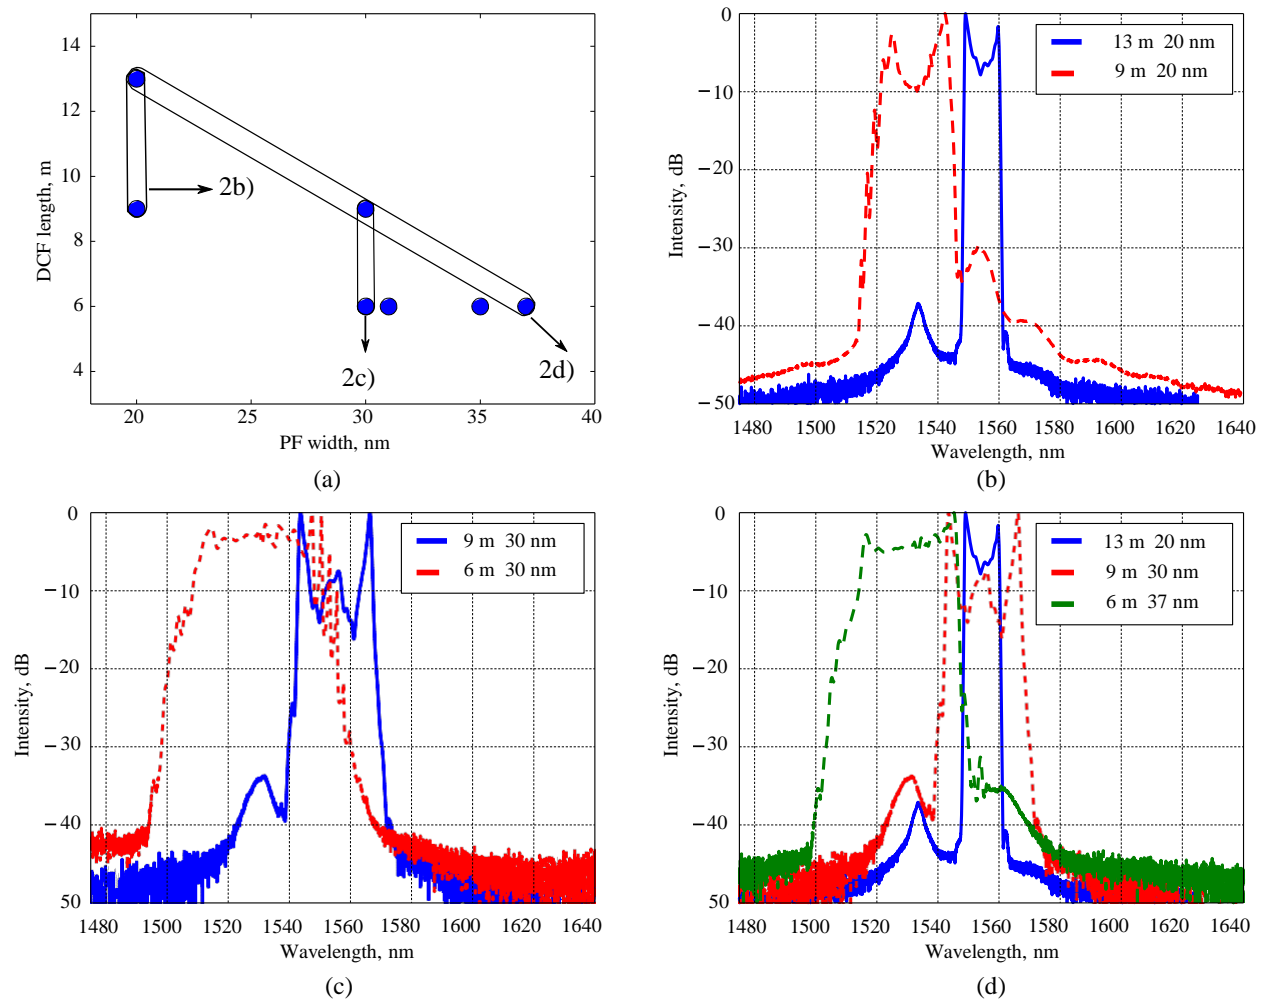 14
12
10
8
6
4
DCF length, m
2b)
2c)
2d)
20
25
30
35
40
PF width, nm
(a)
0
−10
−20
−30
−40
−50
Intensity, dB
13 m 20 nm
9 m 20 nm
1480 1500 1520 1540 1560 1580 1600 1620 1640
Wavelength, nm
(b)
0
−10
−20
−30
−40
50
Intensity, dB
9 m 30 nm
6 m 30 nm
1480 1500 1520 1540 1560 1580 1600 1620 1640
Wavelength, nm
(c)
0
−10
−20
−30
−40
50
Intensity, dB
13 m 20 nm
9 m 30 nm
6 m 37 nm
1480 1500 1520 1540 1560 1580 1600 1620 1640
Wavelength, nm
(d)